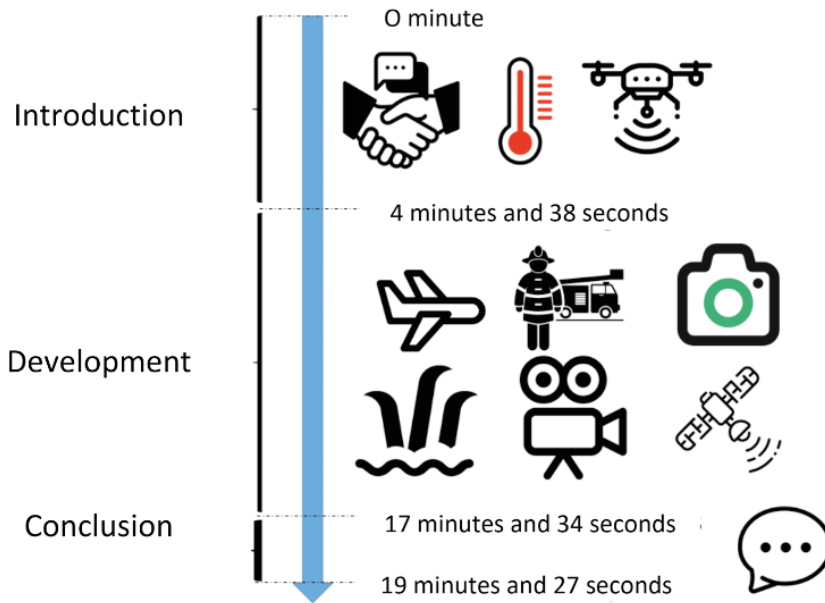 O minute
Introduction
4 minutes and 38 seconds
Development
Conclusion
17 minutes and 34 seconds
19 minutes and 27 seconds